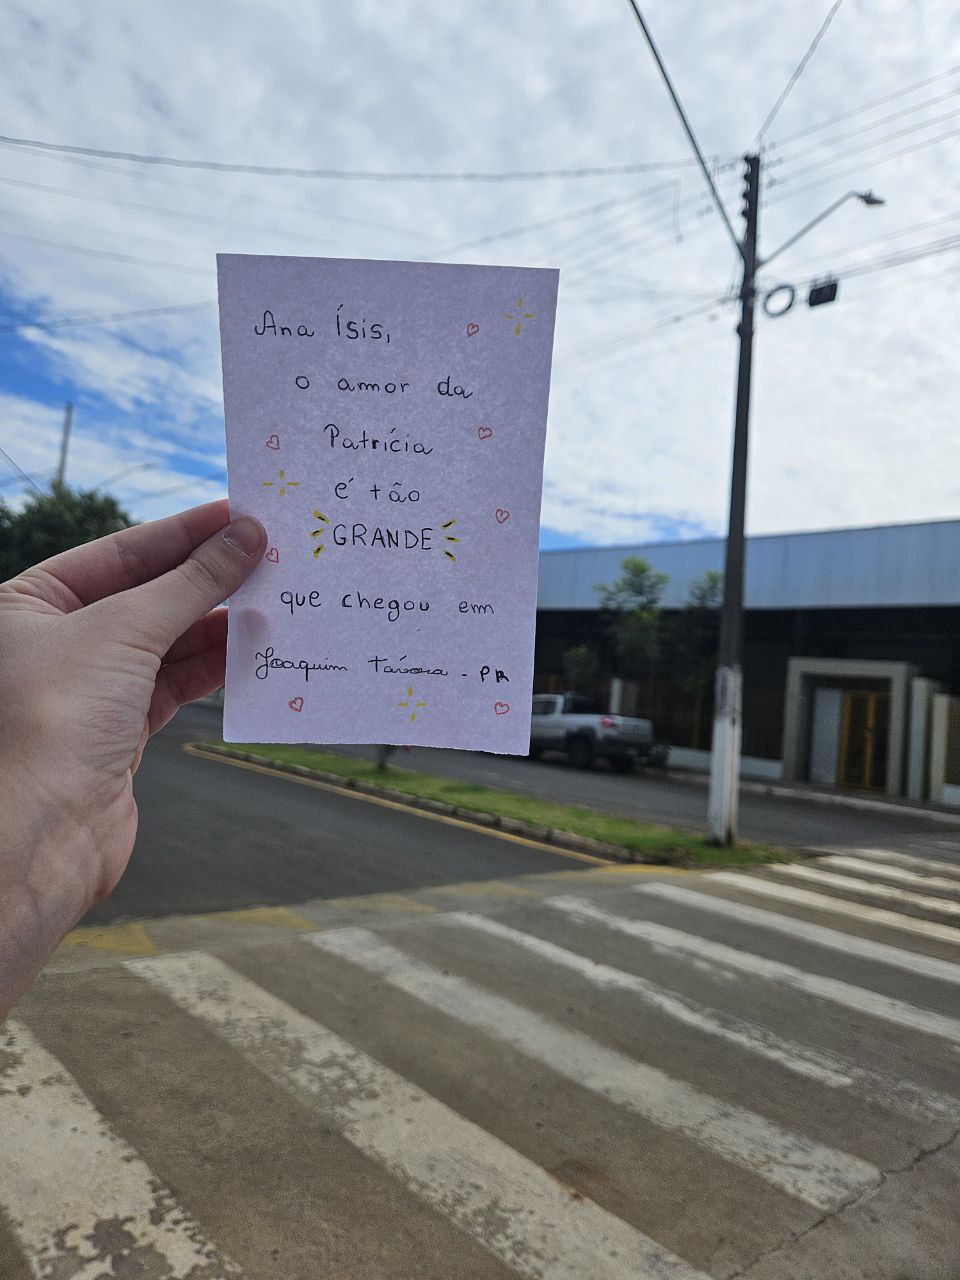 Ana Ísis,
o amor da
Patrícia
é tão
GRANDE
que chegou em
Joaquim Távora - PR